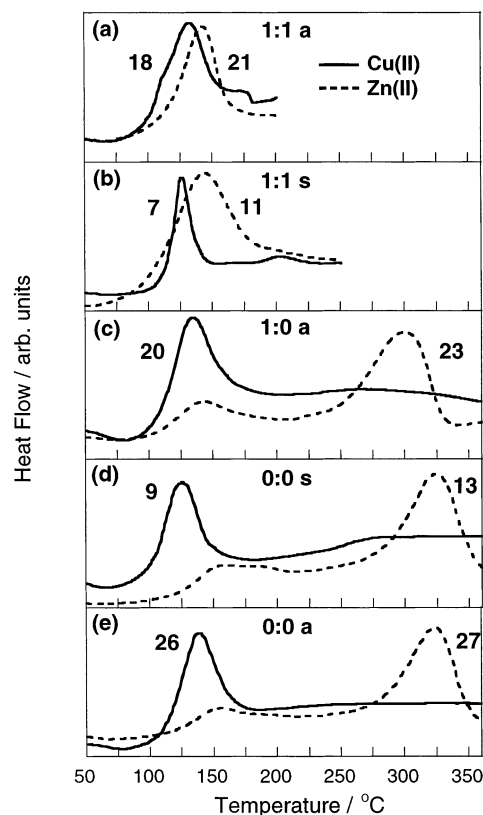 (a)
1:1 a
18
21
Cu(II)
Zn(II)
(b)
1:1 s
7
11
(c)
1:0 a
20
23
(d)
0:0 s
9
13
(e)
0:0 a
26
27
Heat Flow / arb. units
50 100 150 200 250 300 350
Temperature / °C